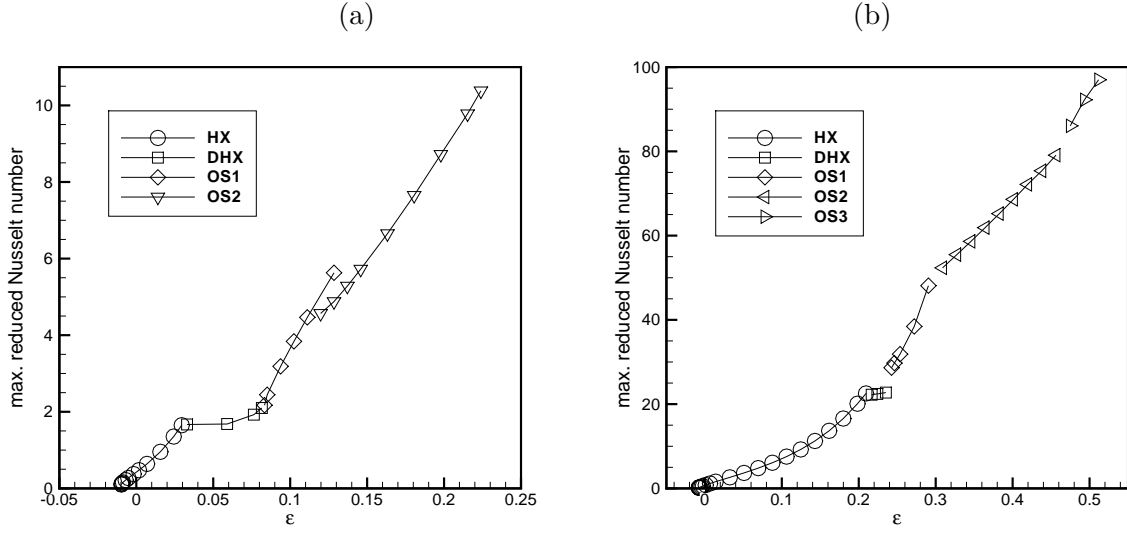 (a)
max. reduced Nusselt number
10
8
6
4
2
0
-0.05 0 0.05 0.1 0.15 0.2 0.25
ε
HX
DHX
OS1
OS2
(b)
max. reduced Nusselt number
100
80
60
40
20
0
0 0.1 0.2 0.3 0.4 0.5
ε
HX
DHX
OS1
OS2
OS3